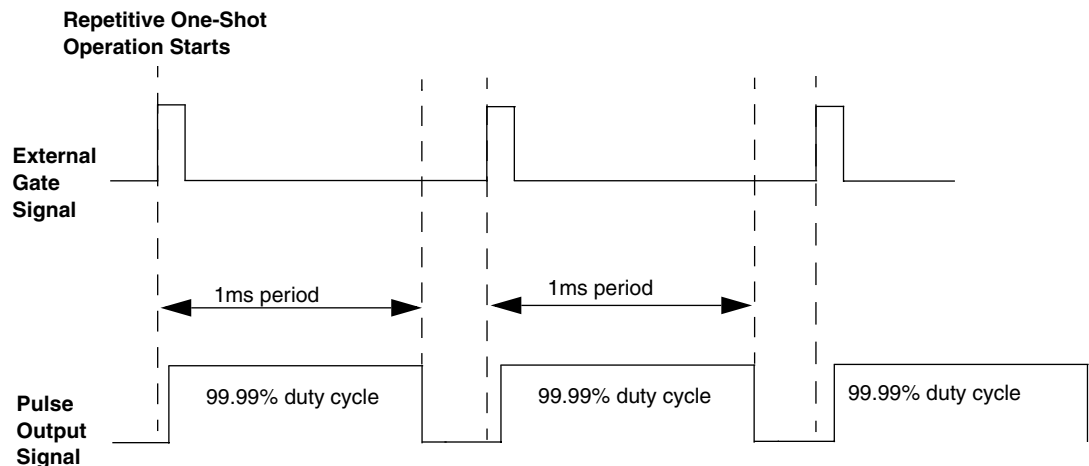 Repetitive One-Shot
Operation Starts
External
Gate
Signal
1ms period
1ms period
99.99% duty cycle
99.99% duty cycle
99.99% duty cycle
Pulse
Output
Signal